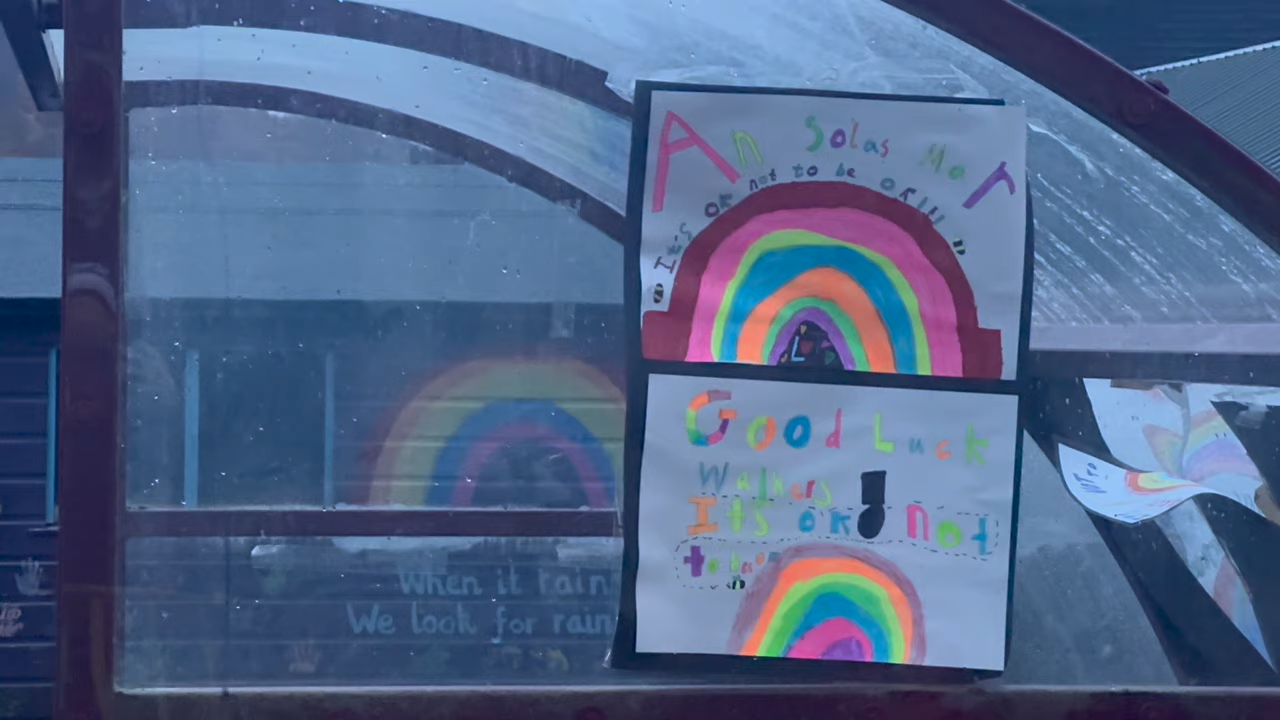 An Solas Mor
It's ok not to be ok!!!
Good Luck
Walkers
Its ok! not
to be
When it rain
We look for rain